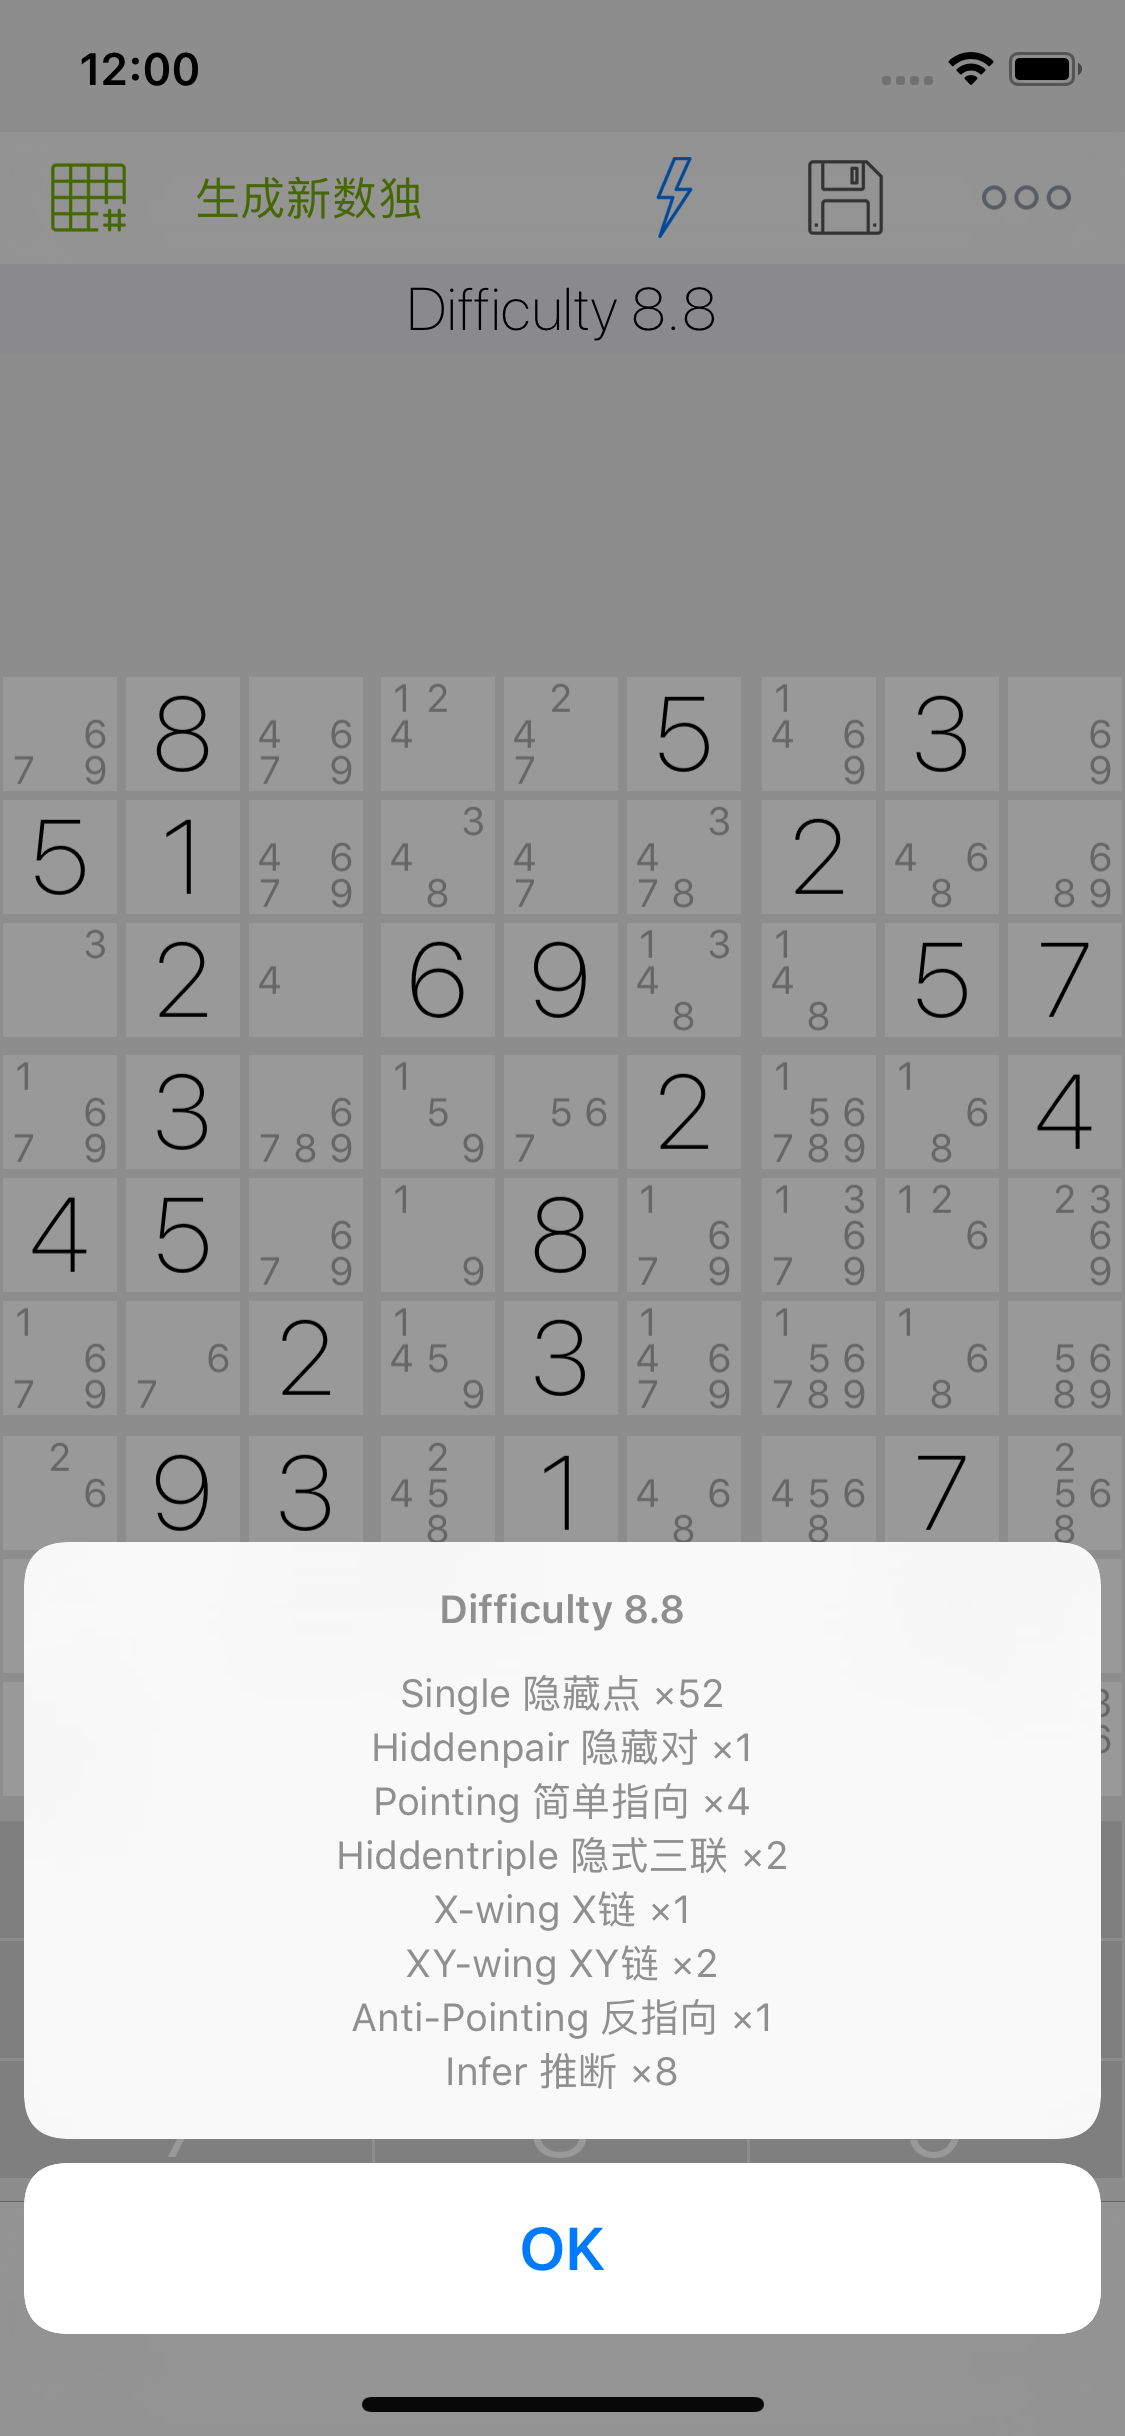 12:00
生成新数独
Difficulty 8.8
6 7 9 8 4 6 7 9 1 2 4 2 4 7 5 1 4 6 9 3 6 9
5 1 4 6 7 9 3 4 8 4 7 3 4 7 8 2 4 6 8 6 8 9
3 2 4 6 9 1 3 4 8 1 4 8 5 7
1 6 7 9 3 6 7 8 9 1 5 9 5 6 7 2 1 5 6 7 8 9 1 6 8 4
4 5 6 7 9 1 9 8 1 6 7 9 1 3 6 7 9 1 2 6 2 3 6 9
1 6 7 9 6 7 2 1 4 5 9 3 1 4 6 7 9 1 5 6 7 8 9 1 6 8 5 6 8 9
2 6 9 3 2 4 5 8 1 4 6 8 4 5 6 8 7 2 5 6 8
Difficulty 8.8
Single 隐藏点 ×52
Hiddenpair 隐藏对 ×1
Pointing 简单指向 ×4
Hiddentriple 隐式三联 ×2
X-wing X链 ×1
XY-wing XY链 ×2
Anti-Pointing 反指向 ×1
Infer 推断 ×8
OK